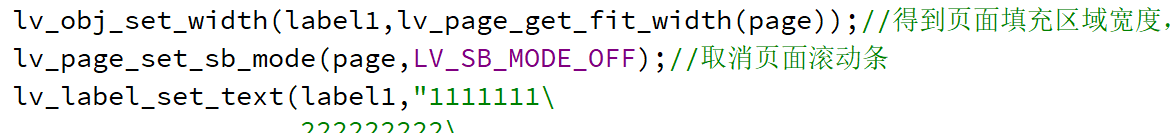 lv_obj_set_width(label1,lv_page_get_fit_width(page));//得到页面填充区域宽度,
lv_page_set_sb_mode(page,LV_SB_MODE_OFF);//取消页面滚动条
lv_label_set_text(label1,"1111111\
222222222\